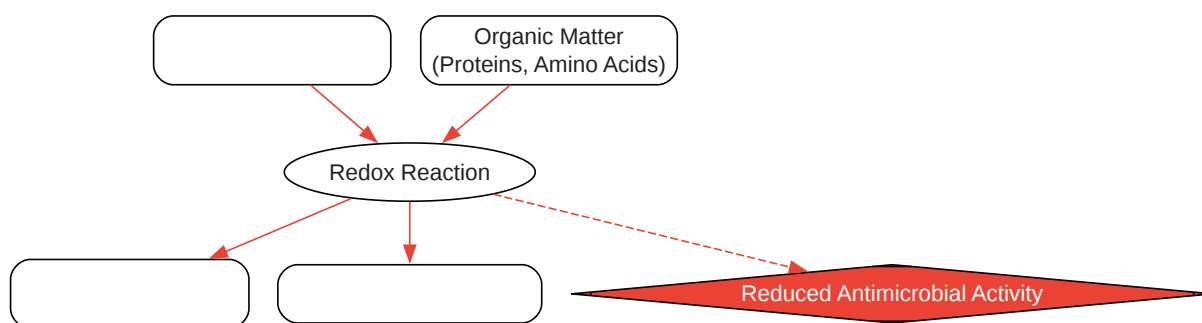 Organic Matter
(Proteins, Amino Acids)
Redox Reaction
Reduced Antimicrobial Activity